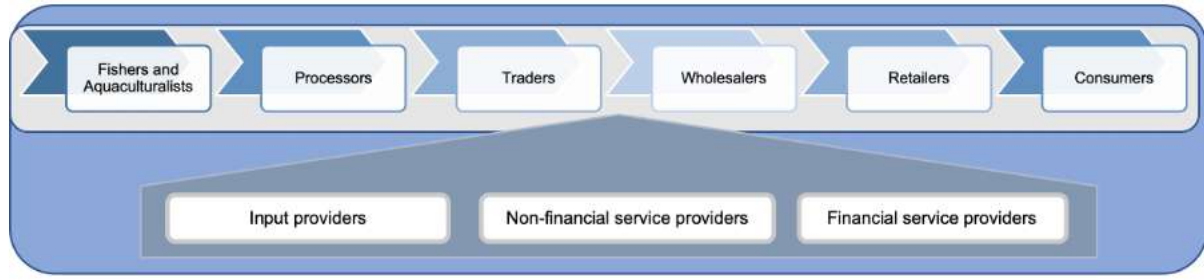 Fishers and
Aquaculturalists
Processors
Traders
Wholesalers
Retailers
Consumers
Input providers
Non-financial service providers
Financial service providers